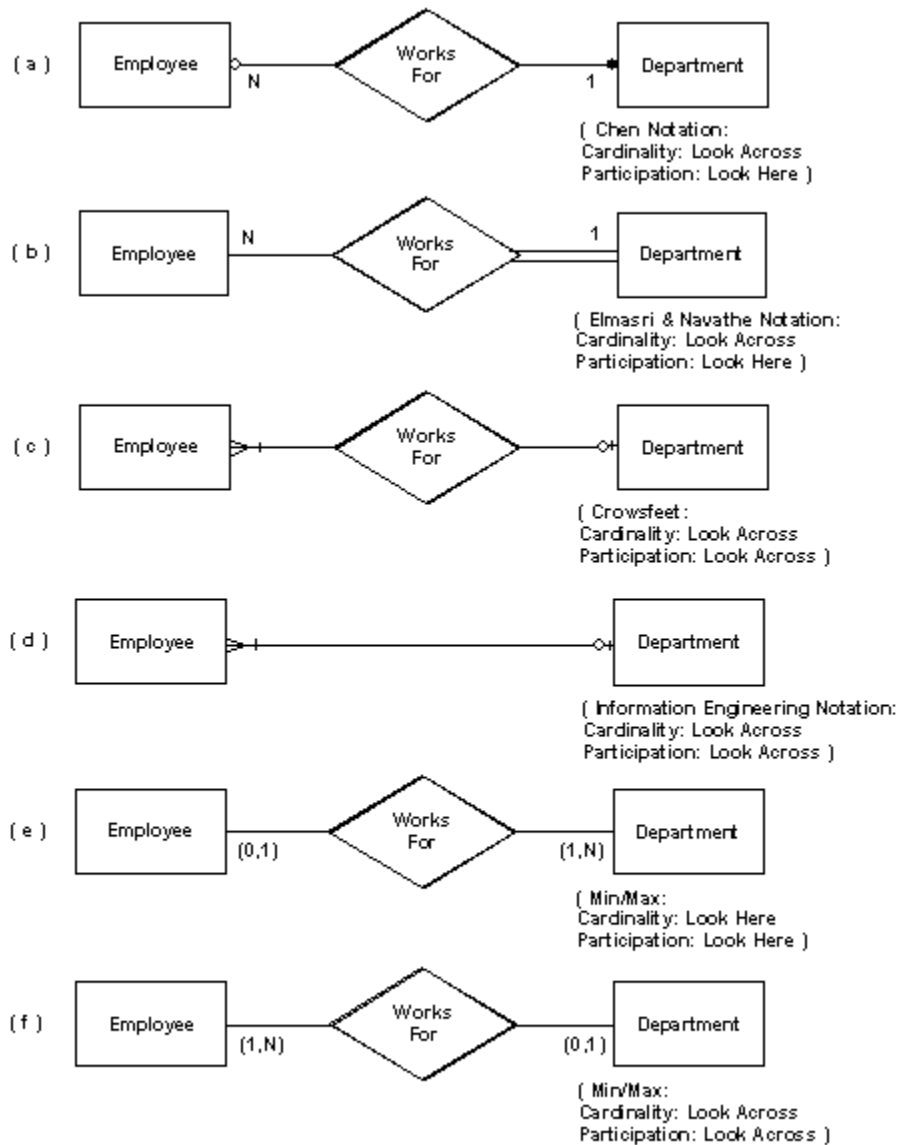 ( a )
Employee
N
Works
For
1
Department
( Chen Notation:
Cardinality: Look Across
Participation: Look Here )
( b )
Employee
N
Works
For
1
Department
( Elmasri & Navathe Notation:
Cardinality: Look Across
Participation: Look Here )
( c )
Employee
Works
For
Department
( Crowsfeet:
Cardinality: Look Across
Participation: Look Across )
( d )
Employee
Department
( Information Engineering Notation:
Cardinality: Look Across
Participation: Look Across )
( e )
Employee
(0,1)
Works
For
(1,N)
Department
( Min/Max:
Cardinality: Look Here
Participation: Look Here )
( f )
Employee
(1,N)
Works
For
(0,1)
Department
( Min/Max:
Cardinality: Look Across
Participation: Look Across )